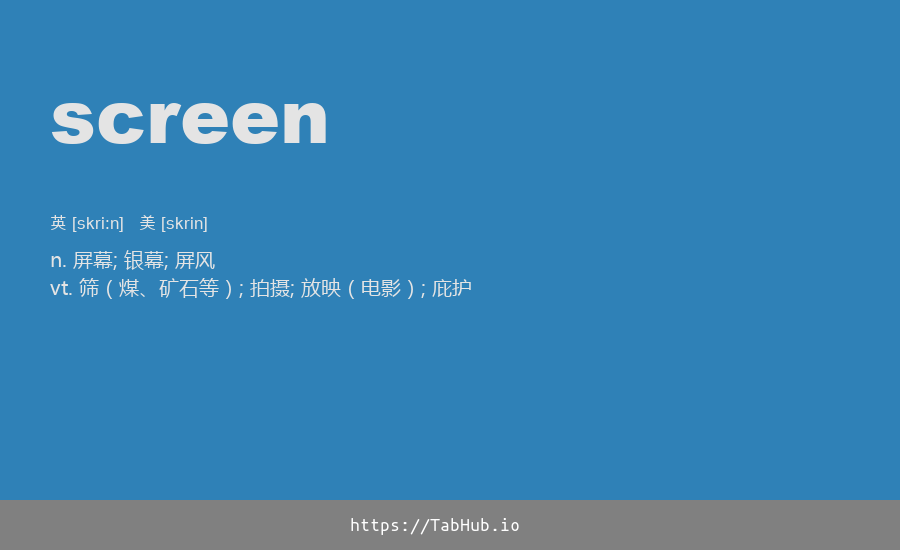 screen
英 [skriːn] 美 [skrin]
n. 屏幕; 银幕; 屏风
vt. 筛 ( 煤、矿石等 ) ; 拍摄; 放映 ( 电影 ) ; 庇护
https://TabHub.io